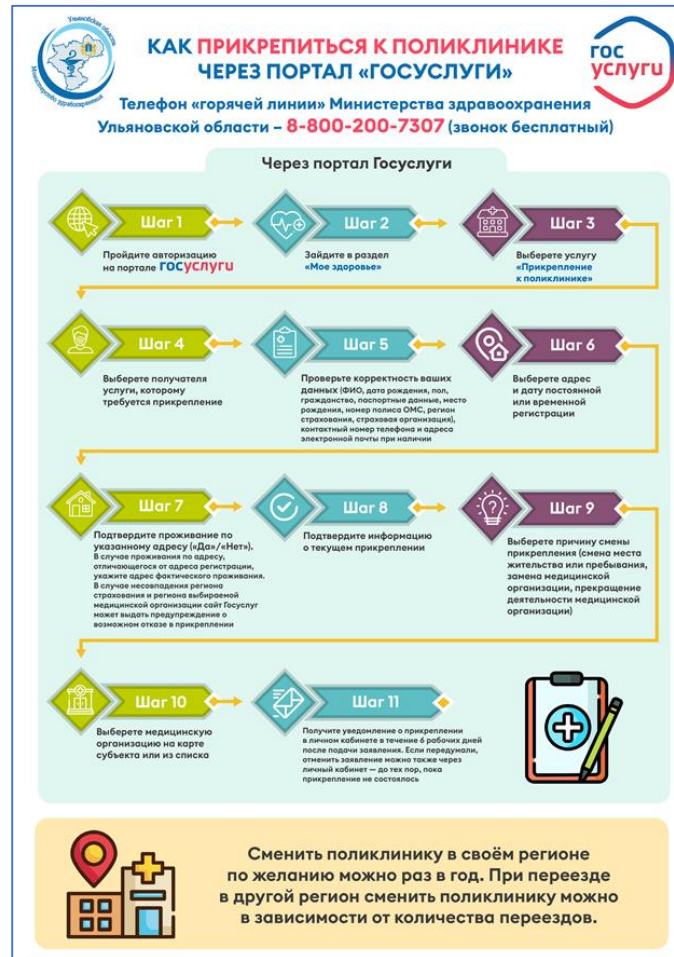 Ульяновская область
Министерство здравоохранения
КАК ПРИКРЕПИТЬСЯ К ПОЛИКЛИНИКЕ
ЧЕРЕЗ ПОРТАЛ «ГОСУСЛУГИ»
гос
услуги
Телефон «горячей линии» Министерства здравоохранения
Ульяновской области – 8-800-200-7307 (звонок бесплатный)
Через портал Госуслуги
Шаг 1
Пройдите авторизацию
на портале госуслуги
Шаг 2
Зайдите в раздел
«Мое здоровье»
Шаг 3
Выберете услугу
«Прикрепление
к поликлинике»
Шаг 4
Выберете получателя
услуги, которому
требуется прикрепление
Шаг 5
Проверьте корректность ваших
данных (ФИО, дата рождения, пол,
гражданство, паспортные данные, место
рождения, номер полиса ОМС, регион
страхования, страховая организация),
контактный номер телефона и адреса
электронной почты при наличии
Шаг 6
Выберете адрес
и дату постоянной
или временной
регистрации
Шаг 7
Подтвердите проживание по
указанному адресу («Да»/«Нет»).
В случае проживания по адресу,
отличающегося от адреса регистрации,
укажите адрес фактического проживания.
В случае несовпадения региона
страхования и региона выбираемой
медицинской организации сайт Госуслуг
может выдать предупреждение о
возможном отказе в прикреплении
Шаг 8
Подтвердите информацию
о текущем прикреплении
Шаг 9
Выберете причину смены
прикрепления (смена места
жительства или пребывания,
замена медицинской
организации, прекращение
деятельности медицинской
организации)
Шаг 10
Выберете медицинскую
организацию на карте
субъекта или из списка
Шаг 11
Получите уведомление о прикреплении
в личном кабинете в течение 6 рабочих дней
после подачи заявления. Если передумали,
отменить заявление можно также через
личный кабинет — до тех пор, пока
прикрепление не состоялось
Сменить поликлинику в своём регионе
по желанию можно раз в год. При переезде
в другой регион сменить поликлинику можно
в зависимости от количества переездов.